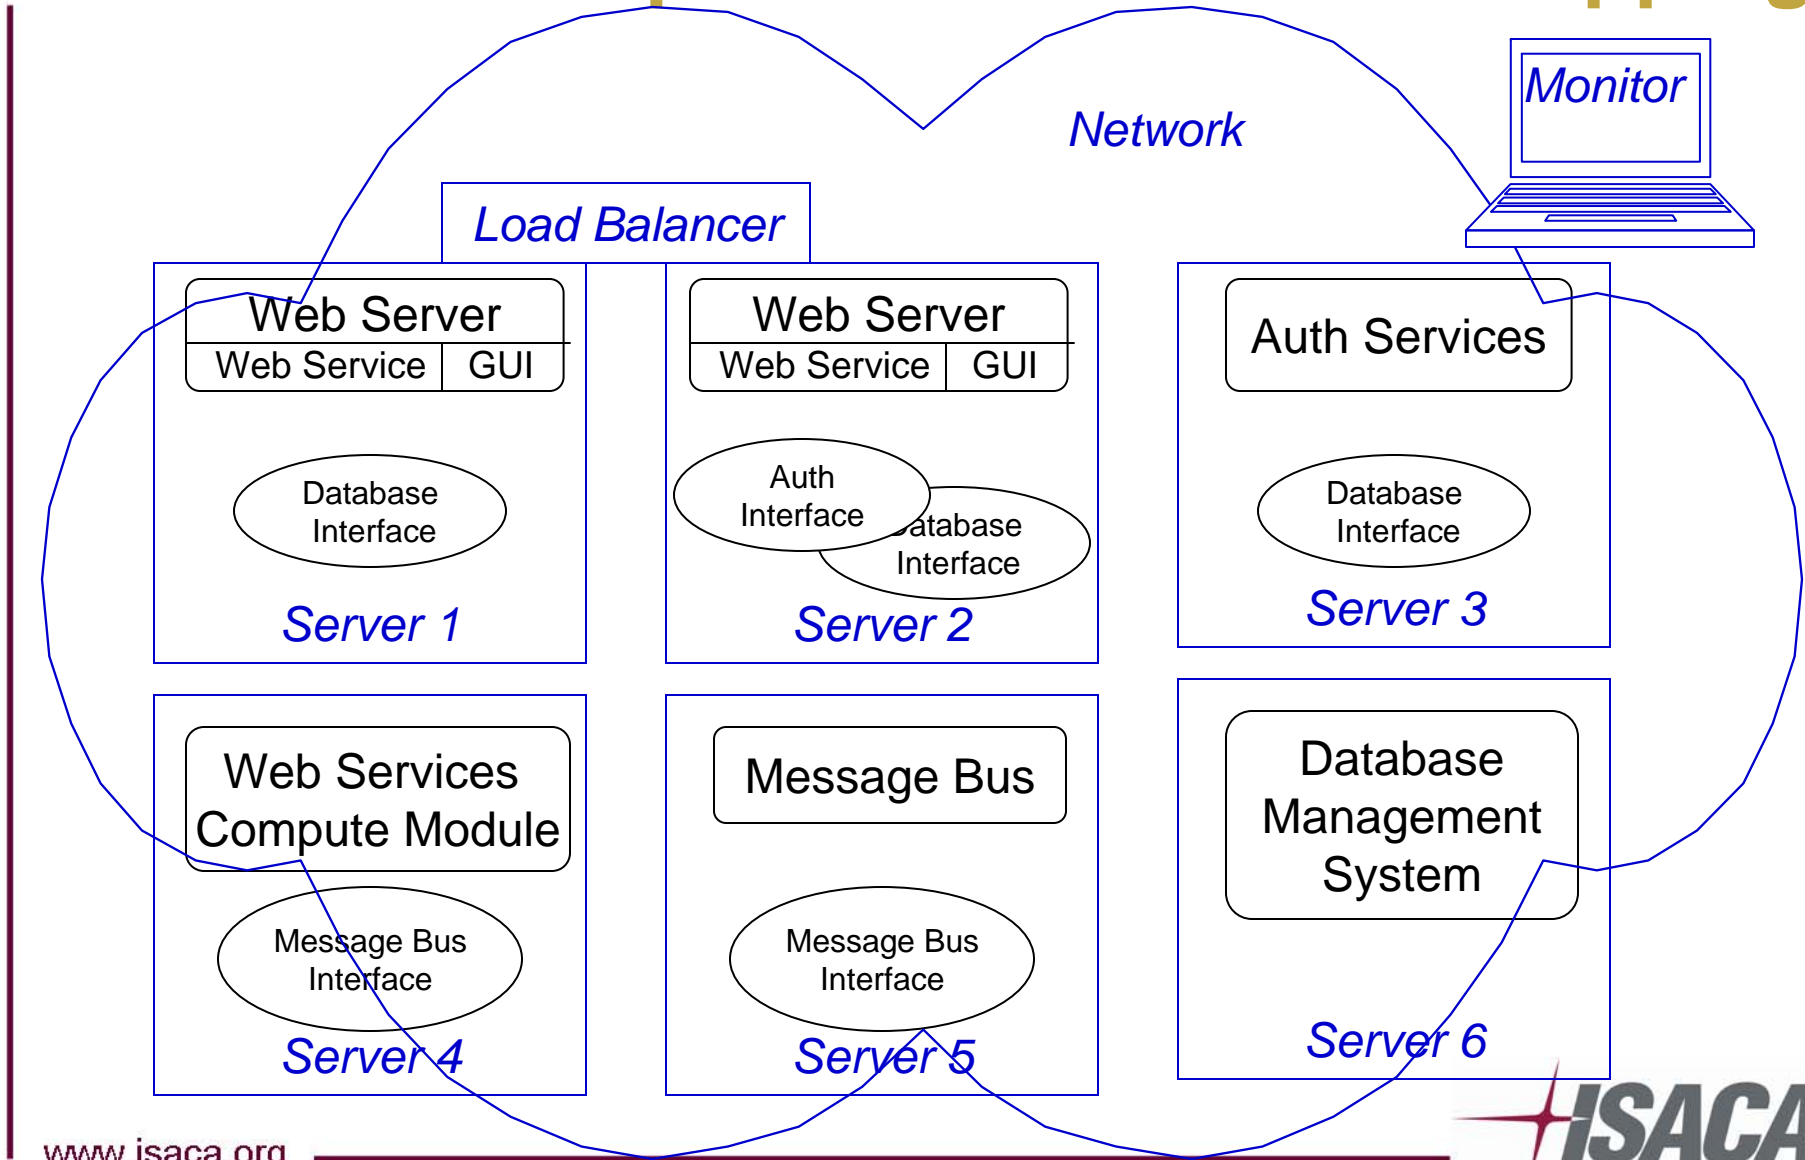 Monitor
Network
Load Balancer
Web Server
Web Service GUI
Database
Interface
Server 1
Web Server
Web Service GUI
Auth
Interface
Database
Interface
Server 2
Auth Services
Database
Interface
Server 3
Web Services
Compute Module
Message Bus
Interface
Server 4
Message Bus
Message Bus
Interface
Server 5
Database
Management
System
Server 6
www.isaca.org
ISACA